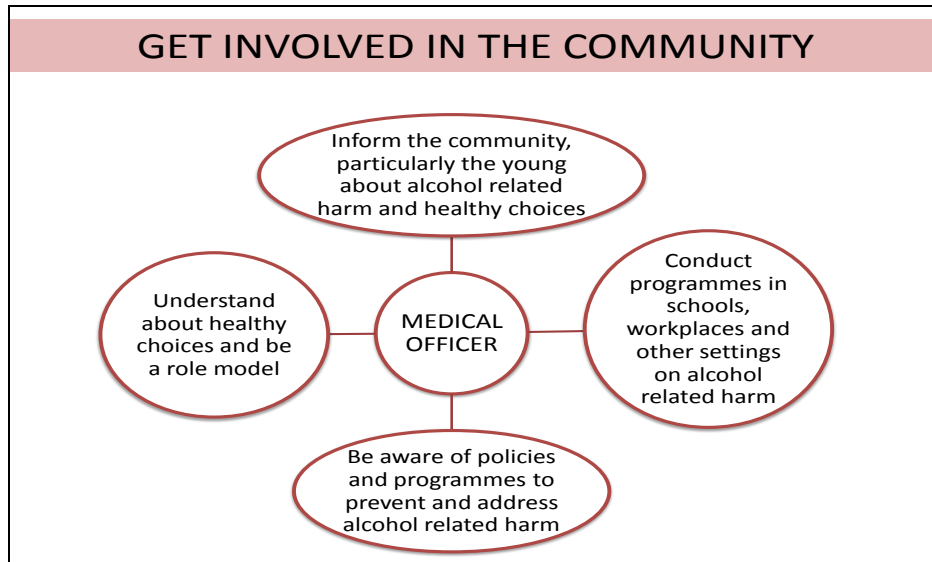 GET INVOLVED IN THE COMMUNITY
Inform the community,
particularly the young
about alcohol related
harm and healthy choices
Understand
about healthy
choices and be
a role model
MEDICAL
OFFICER
Conduct
programmes in
schools,
workplaces and
other settings
on alcohol
related harm
Be aware of policies
and programmes to
prevent and address
alcohol related harm